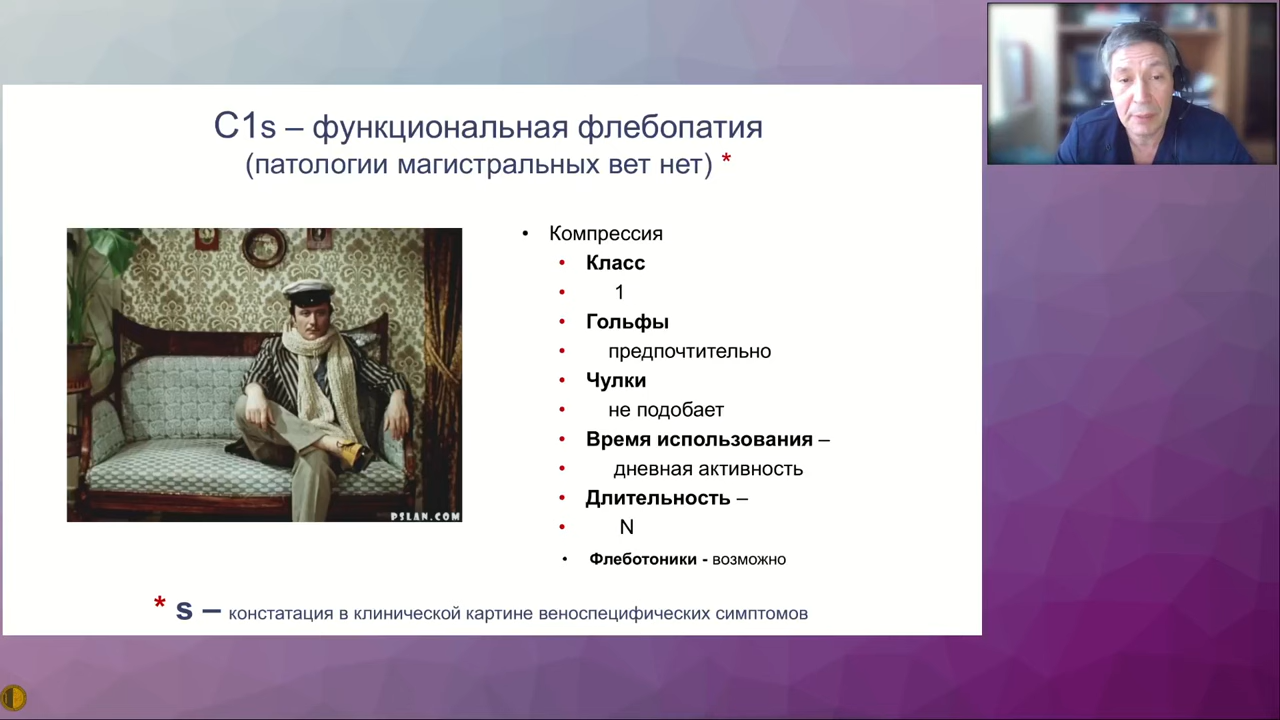 C1s – функциональная флебопатия
(патологии магистральных вет нет) *
• Компрессия
• Класс
• 1
• Гольфы
• предпочтительно
• Чулки
• не подобает
• Время использования –
• дневная активность
• Длительность –
• N
• Флеботоники - возможно
PSLAN.COM
* s – констатация в клинической картине веноспецифических симптомов